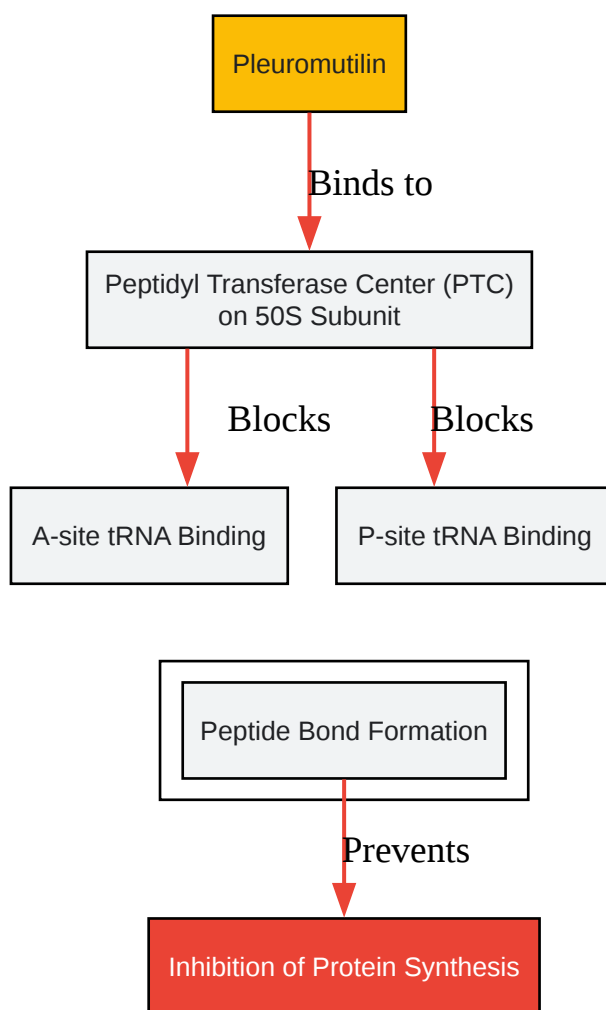 Pleuromutilin
Binds to
Peptidyl Transferase Center (PTC)
on 50S Subunit
Blocks
Blocks
A-site tRNA Binding
P-site tRNA Binding
Peptide Bond Formation
Prevents
Inhibition of Protein Synthesis